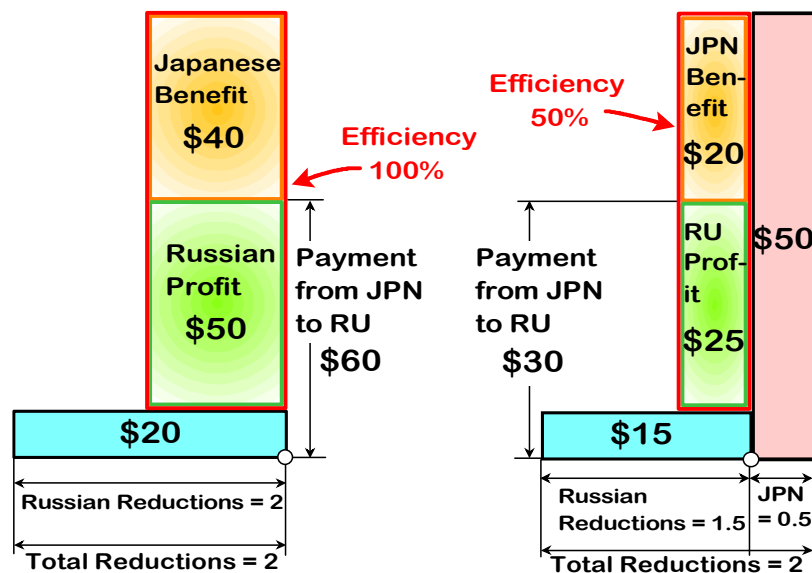 Japanese
Benefit
$40
Efficiency
100%
Russian
Profit
$50
Payment
from JPN
to RU
$60
$20
Russian Reductions = 2
Total Reductions = 2
JPN
Ben-
efit
$20
Efficiency
50%
RU
Prof-
it
$25
$50
Payment
from JPN
to RU
$30
$15
Russian
Reductions = 1.5
JPN
= 0.5
Total Reductions = 2